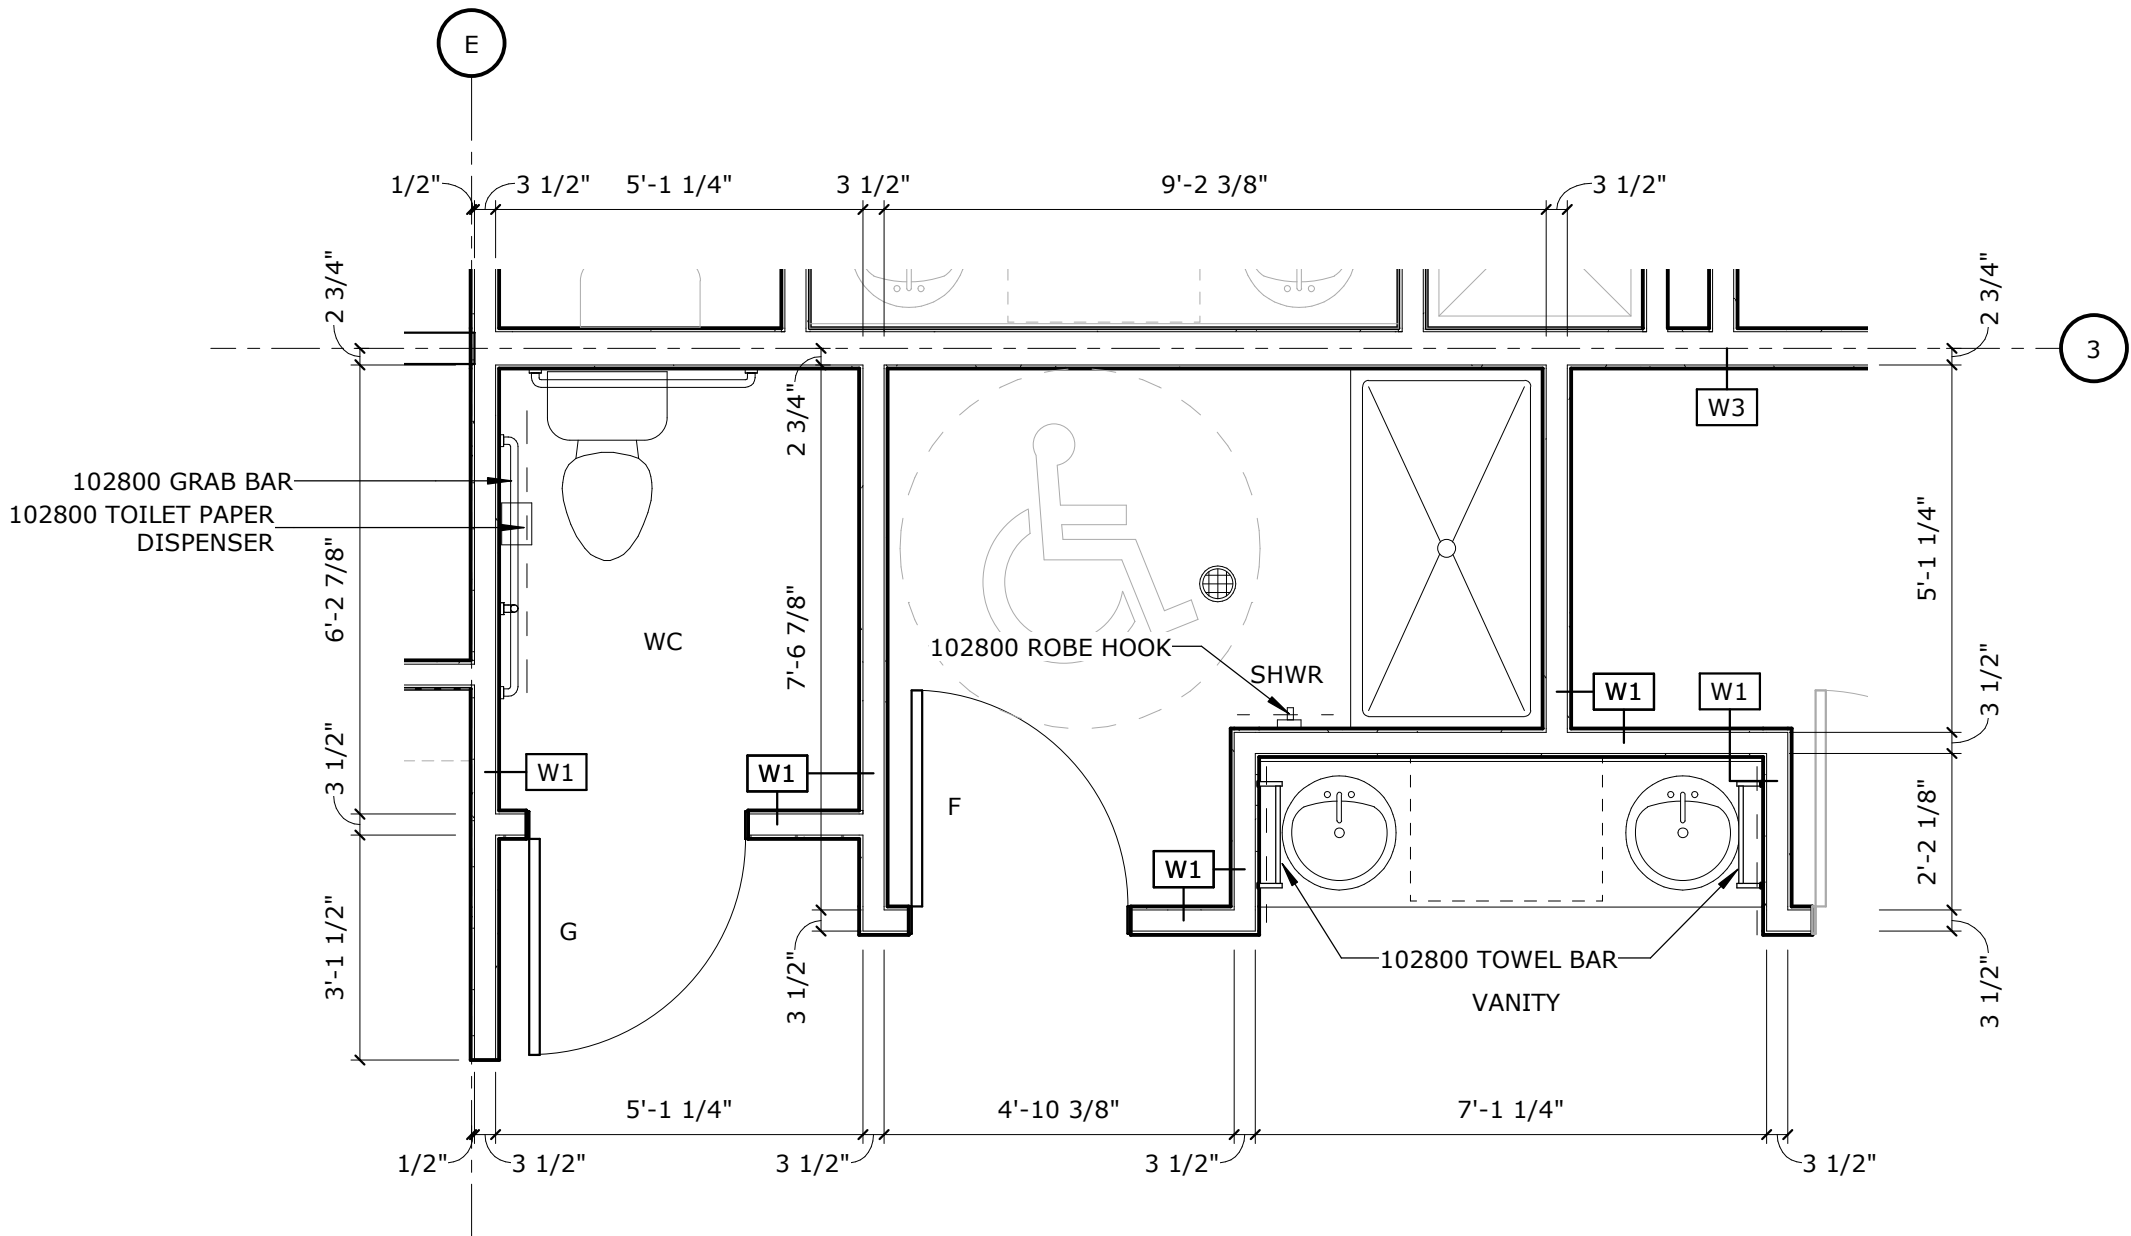 E
1/2"
3 1/2"
5'-1 1/4"
3 1/2"
9'-2 3/8"
3 1/2"
2 3/4"
2 3/4"
3
2 3/4"
W3
102800 GRAB BAR
102800 TOILET PAPER
DISPENSER
6'-2 7/8"
7'-6 7/8"
5'-1 1/4"
WC
102800 ROBE HOOK
SHWR
W1
W1
3 1/2"
3 1/2"
W1
W1
F
W1
2'-2 1/8"
G
3'-1 1/2"
3 1/2"
102800 TOWEL BAR
VANITY
3 1/2"
5'-1 1/4"
4'-10 3/8"
7'-1 1/4"
1/2"
3 1/2"
3 1/2"
3 1/2"
3 1/2"